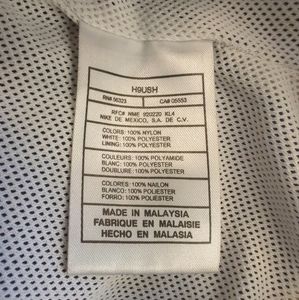 H9USH
RN# 56323 CA# 05553
RFC# NME 920220 XL4
NIKE DE MEXICO, S.A. DE C.V.
COLORS: 100% NYLON
WHITE: 100% POLYESTER
LINING: 100% POLYESTER
COULEURS: 100% POLYAMIDE
BLANC: 100% POLYESTER
DOUBLURE: 100% POLYESTER
COLORES: 100% NAILON
BLANCO: 100% POLIESTER
FORRO: 100% POLIESTER
MADE IN MALAYSIA
FABRIQUE EN MALAISIE
HECHO EN MALASIA